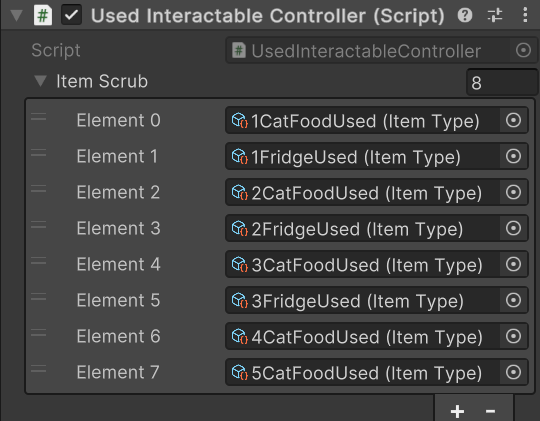 Used Interactable Controller (Script)
Script UsedInteractableController
Item Scrub 8
Element 0 1CatFoodUsed (Item Type)
Element 1 1FridgeUsed (Item Type)
Element 2 2CatFoodUsed (Item Type)
Element 3 2FridgeUsed (Item Type)
Element 4 3CatFoodUsed (Item Type)
Element 5 3FridgeUsed (Item Type)
Element 6 4CatFoodUsed (Item Type)
Element 7 5CatFoodUsed (Item Type)
+ -